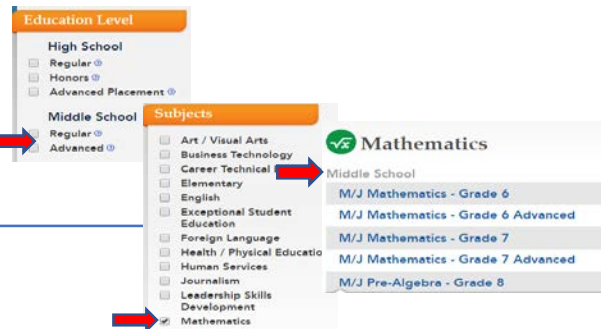 Education Level
High School
Regular
Honors
Advanced Placement
Middle School
Regular
Advanced
Subjects
Art / Visual Arts
Business Technology
Career Technical
Elementary
English
Exceptional Student
Education
Foreign Language
Health / Physical Educatio
Human Services
Journalism
Leadership Skills
Development
Mathematics
√x Mathematics
Middle School
M/J Mathematics - Grade 6
M/J Mathematics - Grade 6 Advanced
M/J Mathematics - Grade 7
M/J Mathematics - Grade 7 Advanced
M/J Pre-Algebra - Grade 8